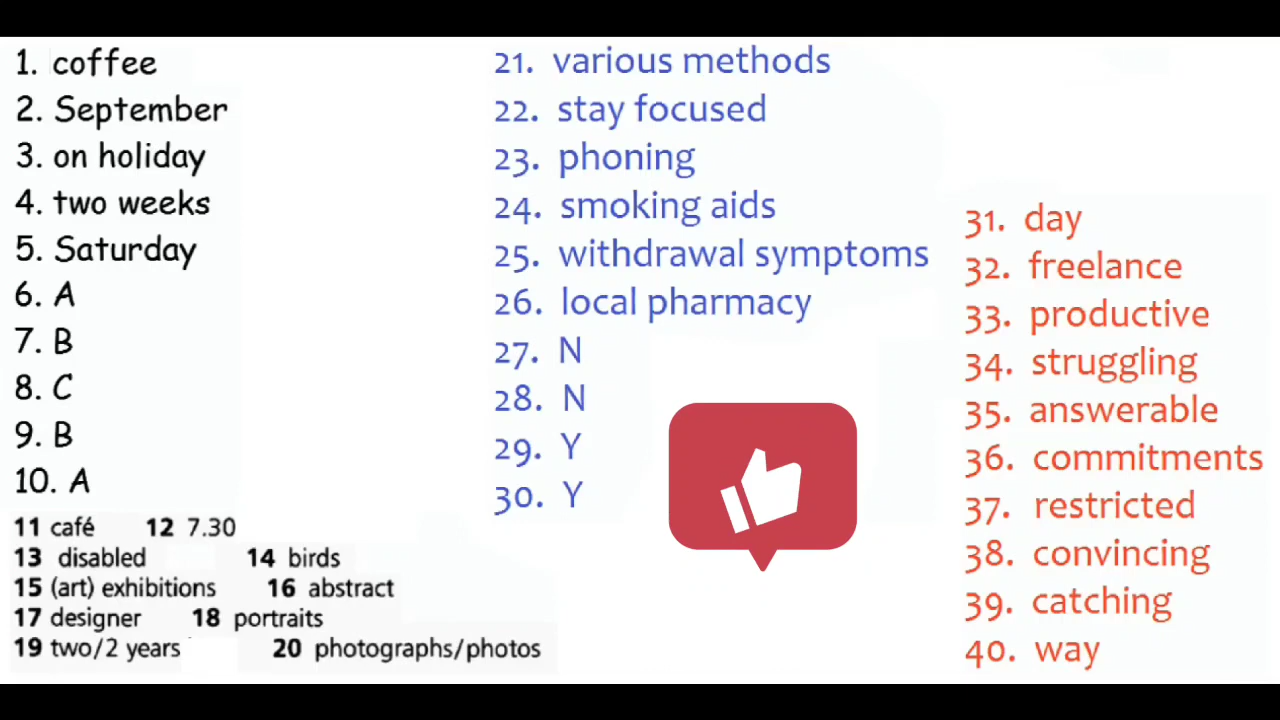 1. coffee
2. September
3. on holiday
4. two weeks
5. Saturday
6. A
7. B
8. C
9. B
10. A
11 café 12 7.30
13 disabled 14 birds
15 (art) exhibitions 16 abstract
17 designer 18 portraits
19 two/2 years 20 photographs/photos
21. various methods
22. stay focused
23. phoning
24. smoking aids
25. withdrawal symptoms
26. local pharmacy
27. N
28. N
29. Y
30. Y
31. day
32. freelance
33. productive
34. struggling
35. answerable
36. commitments
37. restricted
38. convincing
39. catching
40. way